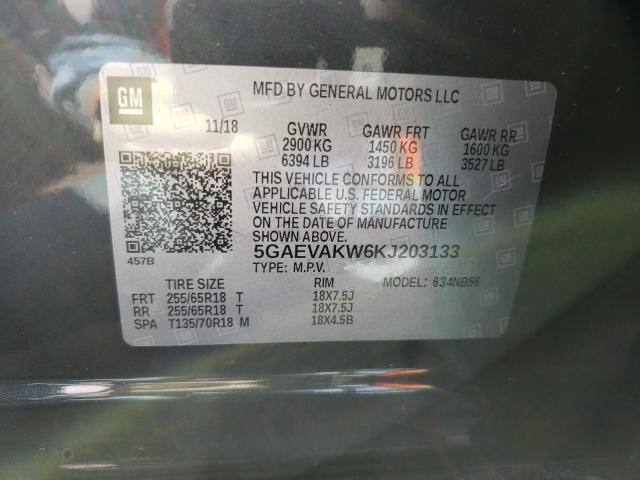 GM
MFD BY GENERAL MOTORS LLC
11/18 GVWR GAWR FRT GAWR RR
2900 KG 1450 KG 1600 KG
6394 LB 3196 LB 3527 LB
THIS VEHICLE CONFORMS TO ALL
APPLICABLE U.S. FEDERAL MOTOR
VEHICLE SAFETY STANDARDS IN EFFECT
ON THE DATE OF MANUFACTURE
SHOWN ABOVE.
457B
5GAEVAKW6KJ203133
TYPE: M.P.V. MODEL: 634NB56
TIRE SIZE
FRT 255/65R18 T 18X7.5J
RR 255/65R18 T 18X7.5J
SPA T135/70R18 M 18X4.5B